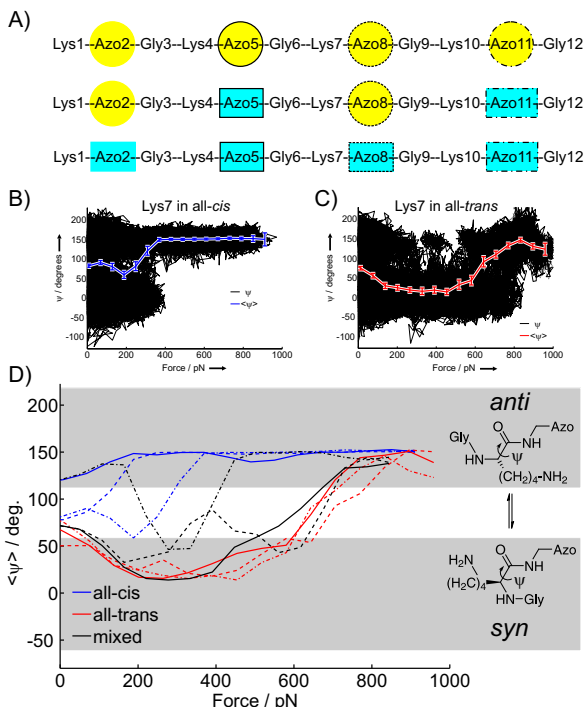 A)
Lys1--Azo2--Gly3--Lys4--Azo5--Gly6--Lys7--Azo8--Gly9--Lys10--Azo11--Gly12
Lys1--Azo2--Gly3--Lys4--Azo5--Gly6--Lys7--Azo8--Gly9--Lys10--Azo11--Gly12
Lys1--Azo2--Gly3--Lys4--Azo5--Gly6--Lys7--Azo8--Gly9--Lys10--Azo11--Gly12
B)
Lys7 in all-cis
200
150
100
50
0
-50
-100
ψ / degrees
ψ
<ψ>
0 200 400 600 800 1000
Force / pN
C)
Lys7 in all-trans
200
150
100
50
0
-50
-100
ψ / degrees
ψ
<ψ>
0 200 400 600 800 1000
Force / pN
D)
200
150
100
50
0
-50
<ψ> / deg.
all-cis
all-trans
mixed
0 200 400 600 800 1000
Force / pN
anti
O
Azo
Gly
NH
HN
ψ
(CH2)4-NH2
H2N
O
Azo
NH
(H2C)4
ψ
HN-Gly
syn